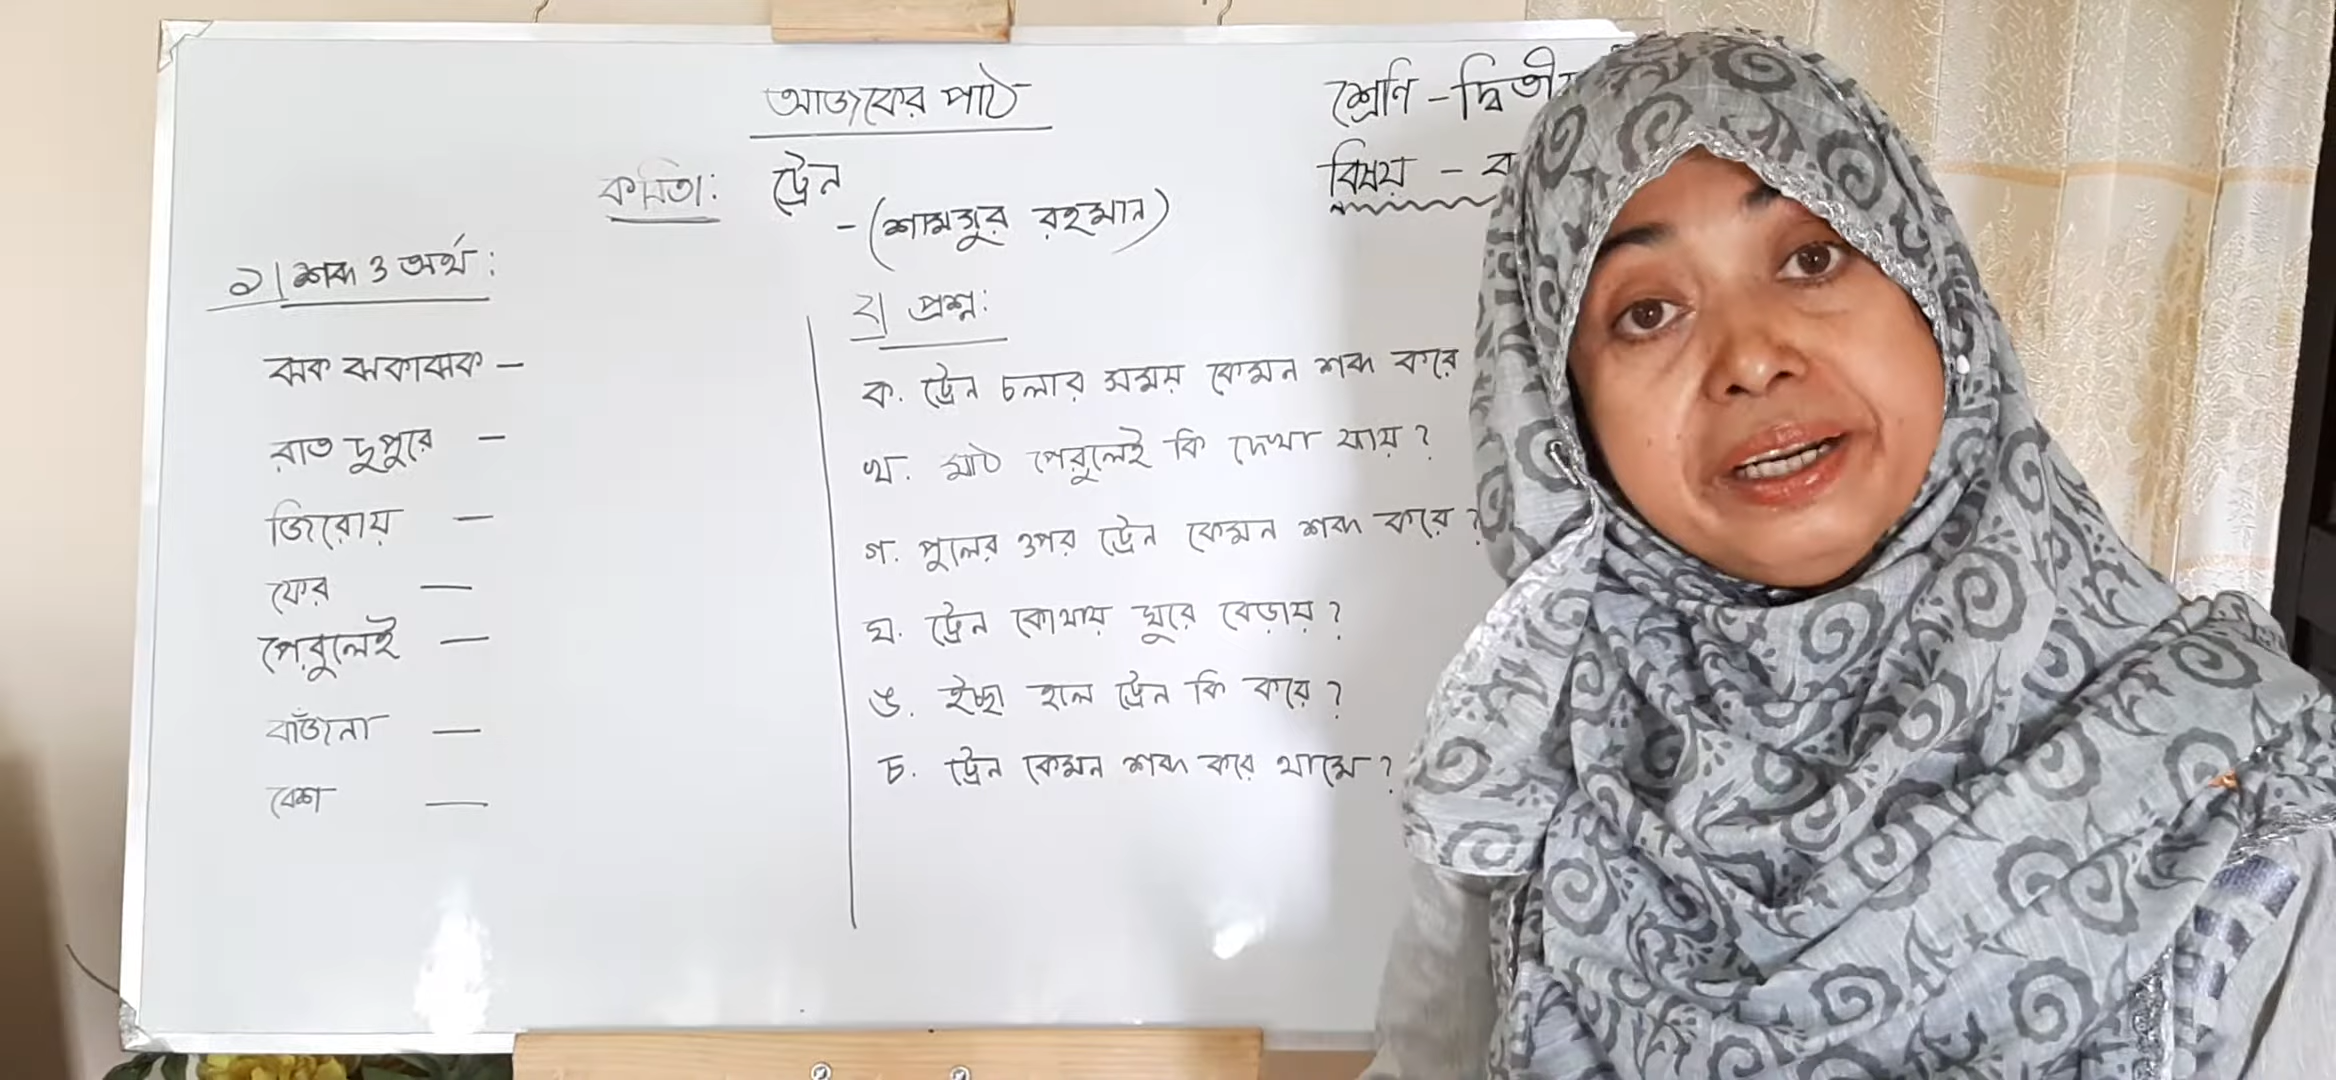 আজকের পাঠ
শ্রেণি - দ্বিতীয়
বিষয় -
কবিতা: ট্রেন
- (শামসুর রহমান)
১। শব্দ ও অর্থ:
ঝক ঝকাঝক -
রাত দুপুরে -
জিরোয় -
ফের -
পেরুলেই -
বাজনা -
বেশ -
২। প্রশ্ন:
ক. ট্রেন চলার সময় কেমন শব্দ করে
খ. মাঠ পেরুলেই কি দেখা যায়?
গ. পুলের ওপর ট্রেন কেমন শব্দ করে?
ঘ. ট্রেন কোথায় ঘুরে বেড়ায়?
ঙ. ইচ্ছা হলে ট্রেন কি করে?
চ. ট্রেন কেমন শব্দ করে থামে?